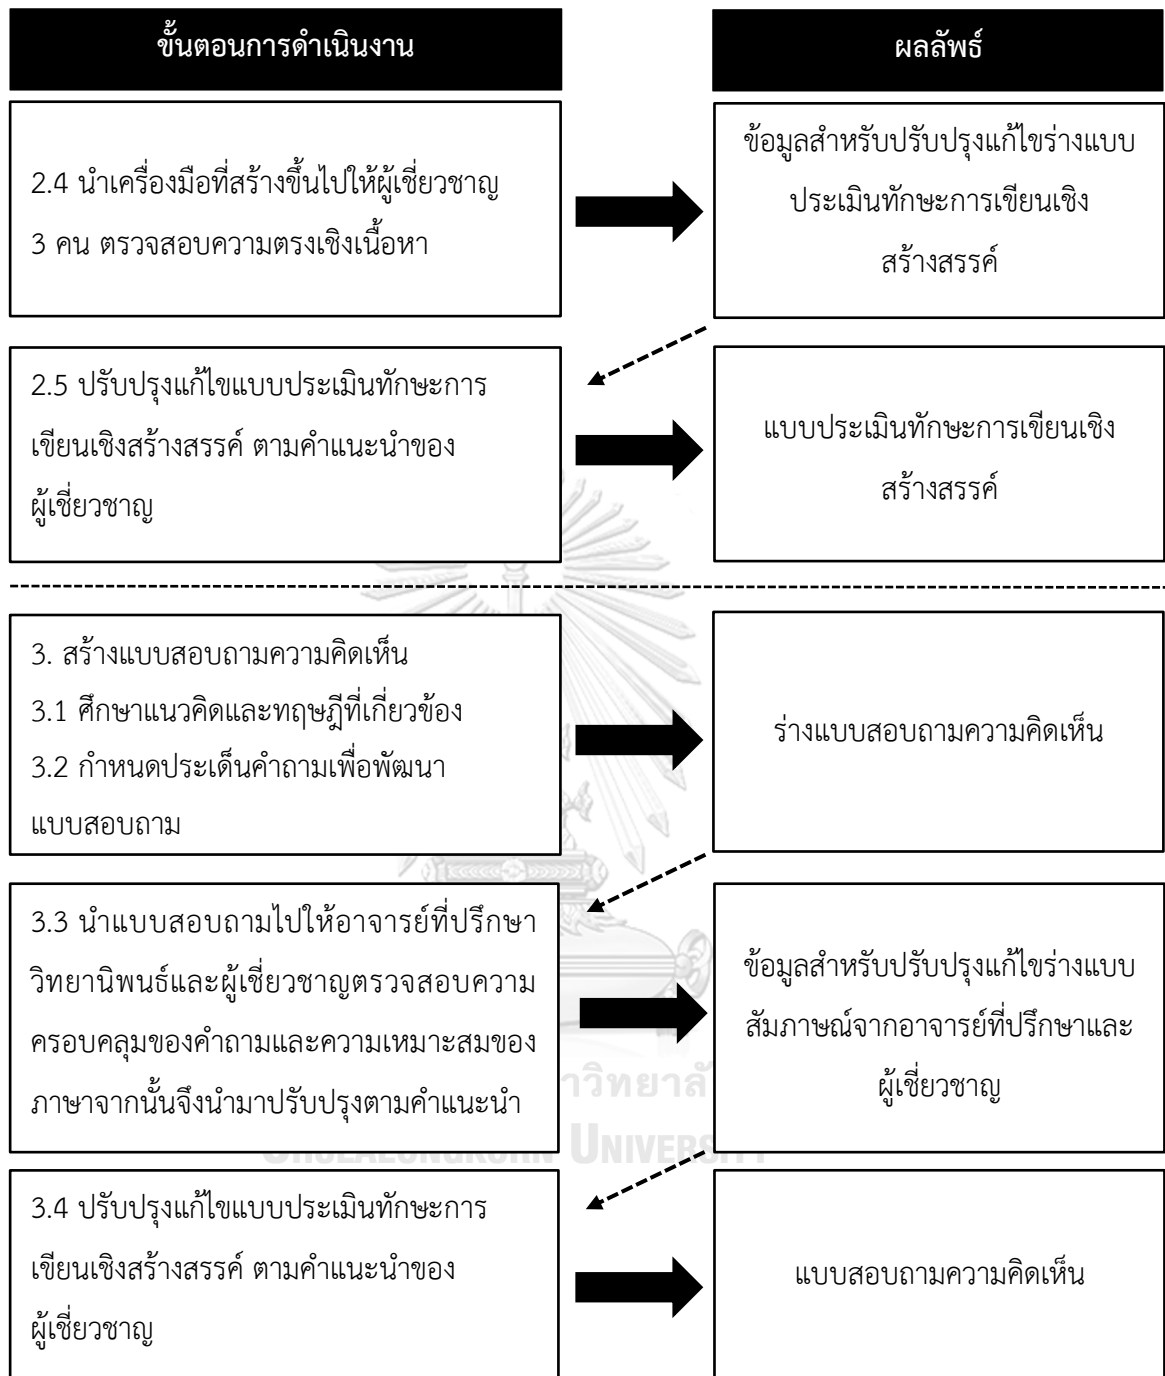 ขั้นตอนการดำเนินงาน
ผลลัพธ์
2.4 นำเครื่องมือที่สร้างขึ้นไปให้ผู้เชี่ยวชาญ
3 คน ตรวจสอบความตรงเชิงเนื้อหา
ข้อมูลสำหรับปรับปรุงแก้ไขร่างแบบ
ประเมินทักษะการเขียนเชิง
สร้างสรรค์
2.5 ปรับปรุงแก้ไขแบบประเมินทักษะการ
เขียนเชิงสร้างสรรค์ ตามคำแนะนำของ
ผู้เชี่ยวชาญ
แบบประเมินทักษะการเขียนเชิง
สร้างสรรค์
3. สร้างแบบสอบถามความคิดเห็น
3.1 ศึกษาแนวคิดและทฤษฎีที่เกี่ยวข้อง
3.2 กำหนดประเด็นคำถามเพื่อพัฒนา
แบบสอบถาม
ร่างแบบสอบถามความคิดเห็น
3.3 นำแบบสอบถามไปให้อาจารย์ที่ปรึกษา
วิทยานิพนธ์และผู้เชี่ยวชาญตรวจสอบความ
ครอบคลุมของคำถามและความเหมาะสมของ
ภาษาจากนั้นจึงนำมาปรับปรุงตามคำแนะนำ
ข้อมูลสำหรับปรับปรุงแก้ไขร่างแบบ
สัมภาษณ์จากอาจารย์ที่ปรึกษาและ
ผู้เชี่ยวชาญ
UNIVERSITY
3.4 ปรับปรุงแก้ไขแบบประเมินทักษะการ
เขียนเชิงสร้างสรรค์ ตามคำแนะนำของ
ผู้เชี่ยวชาญ
แบบสอบถามความคิดเห็น